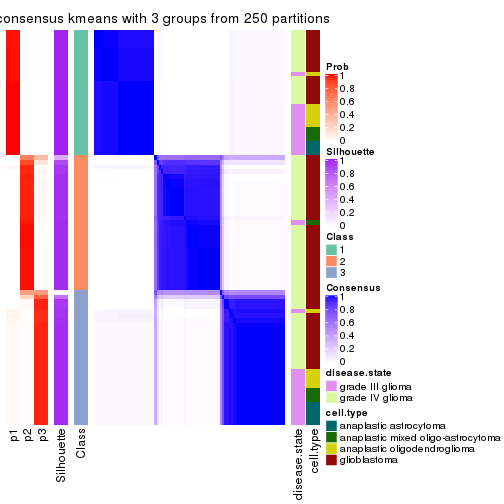 consensus kmeans with 3 groups from 250 partitions
Prob
1
0.8
0.6
0.4
0.2
0
Silhouette
1
0.8
0.6
0.4
0.2
0
Class
1
2
3
Consensus
1
0.8
0.6
0.4
0.2
0
disease.state
grade III glioma
grade IV glioma
cell.type
anaplastic astrocytoma
anaplastic mixed oligo-astrocytoma
anaplastic oligodendroglioma
glioblastoma
p1
p2
p3
Silhouette
Class
disease.state
cell.type